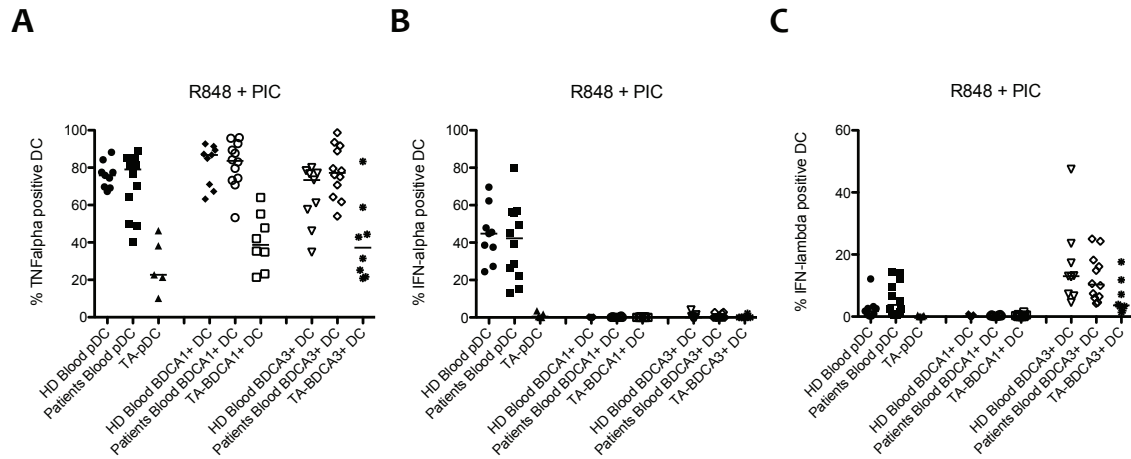 A
B
C
R848 + PIC
R848 + PIC
R848 + PIC
% TNFalpha positive DC
100
80
60
40
20
0
HD Blood pDC
Patients Blood pDC
TA-pDC
HD Blood BDCA1+ DC
Patients Blood BDCA1+ DC
TA-BDCA1+ DC
HD Blood BDCA3+ DC
Patients Blood BDCA3+ DC
TA-BDCA3+ DC
% IFN-alpha positive DC
100
80
60
40
20
0
HD Blood pDC
Patients Blood pDC
TA-pDC
HD Blood BDCA1+ DC
Patients Blood BDCA1+ DC
TA-BDCA1+ DC
HD Blood BDCA3+ DC
Patients Blood BDCA3+ DC
TA-BDCA3+ DC
% IFN-lambda positive DC
60
40
20
0
HD Blood pDC
Patients Blood pDC
TA-pDC
HD Blood BDCA1+ DC
Patients Blood BDCA1+ DC
TA-BDCA1+ DC
HD Blood BDCA3+ DC
Patients Blood BDCA3+ DC
TA-BDCA3+ DC